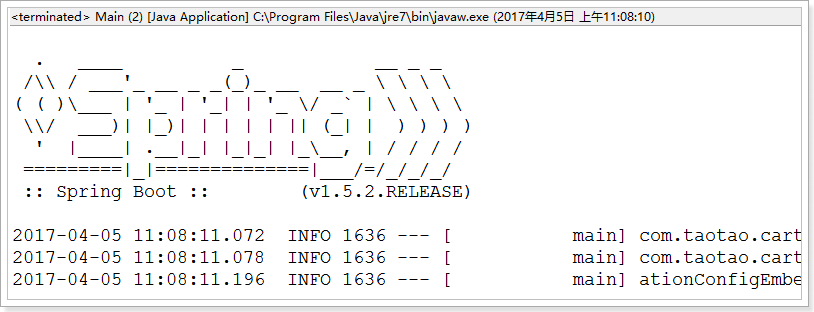 <terminated> Main (2) [Java Application] C:\Program Files\Java\jre7\bin\javaw.exe (2017年4月5日 上午11:08:10)
  .   ____          _            __ _ _
 /\\ / ___'_ __ _ _(_)_ __  __ _ \ \ \ \
( ( )\___ | '_ | '_| | '_ \/ _` | \ \ \ \
 \\/  ___)| |_)| | | | | || (_| |  ) ) ) )
  '  |____| .__|_| |_|_| |_\__, | / / / /
 =========|_|==============|___/=/_/_/_/
 :: Spring Boot ::        (v1.5.2.RELEASE)
2017-04-05 11:08:11.072  INFO 1636 --- [           main] com.taotao.cart
2017-04-05 11:08:11.078  INFO 1636 --- [           main] com.taotao.cart
2017-04-05 11:08:11.196  INFO 1636 --- [           main] ationConfigEmbe